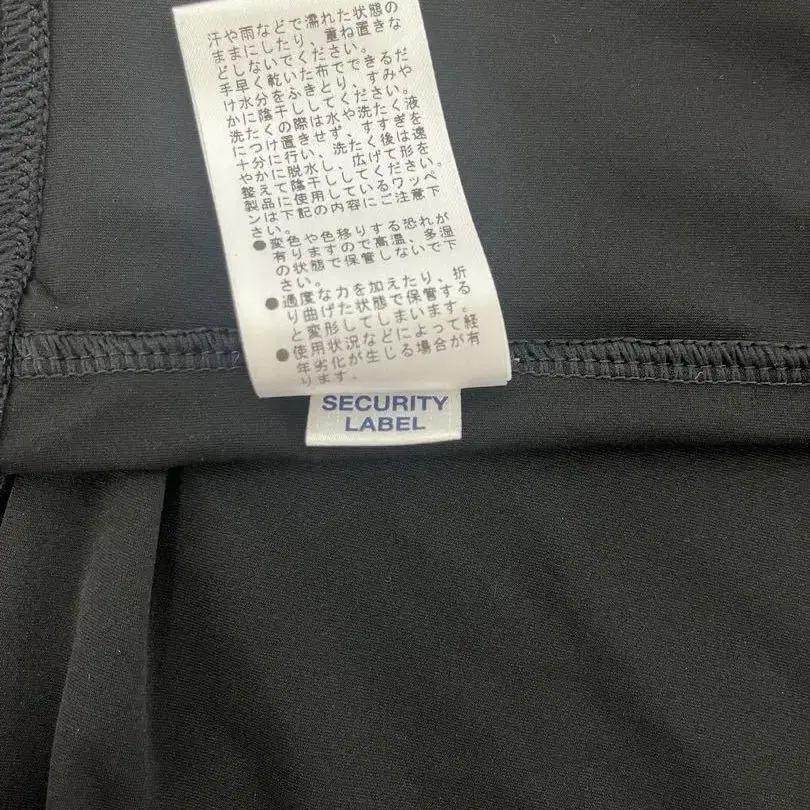 汗や雨などで濡れた状態の
ままにしたり、重ね置きな
どしないでください。
手早く乾いた布でできるだ
け水分をふきとり、すみや
かに陰干ししてください。
洗たくの際は水や洗たく液
につけ置きはせず、すすぎを
十分に行い、洗たく後は速
やかに脱水し、広げて形を
整えて陰干ししてください。
製品に使用しているワッペ
ンは下記の内容にご注意下
さい。
●変色や色移りする恐れが
有りますので高温、多湿
の状態で保管しないで下
さい。
●過度な力を加えたり、折
り曲げた状態で保管する
と変形してしまいます。
●使用状況などによって経
年劣化が生じる場合が有
ります。
SECURITY
LABEL